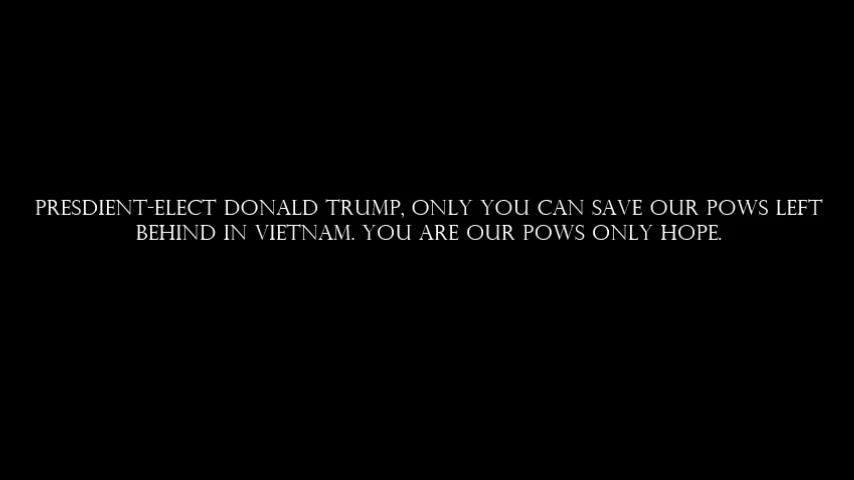 PRESDIENT-ELECT DONALD TRUMP, ONLY YOU CAN SAVE OUR POWS LEFT
BEHIND IN VIETNAM. YOU ARE OUR POWS ONLY HOPE.